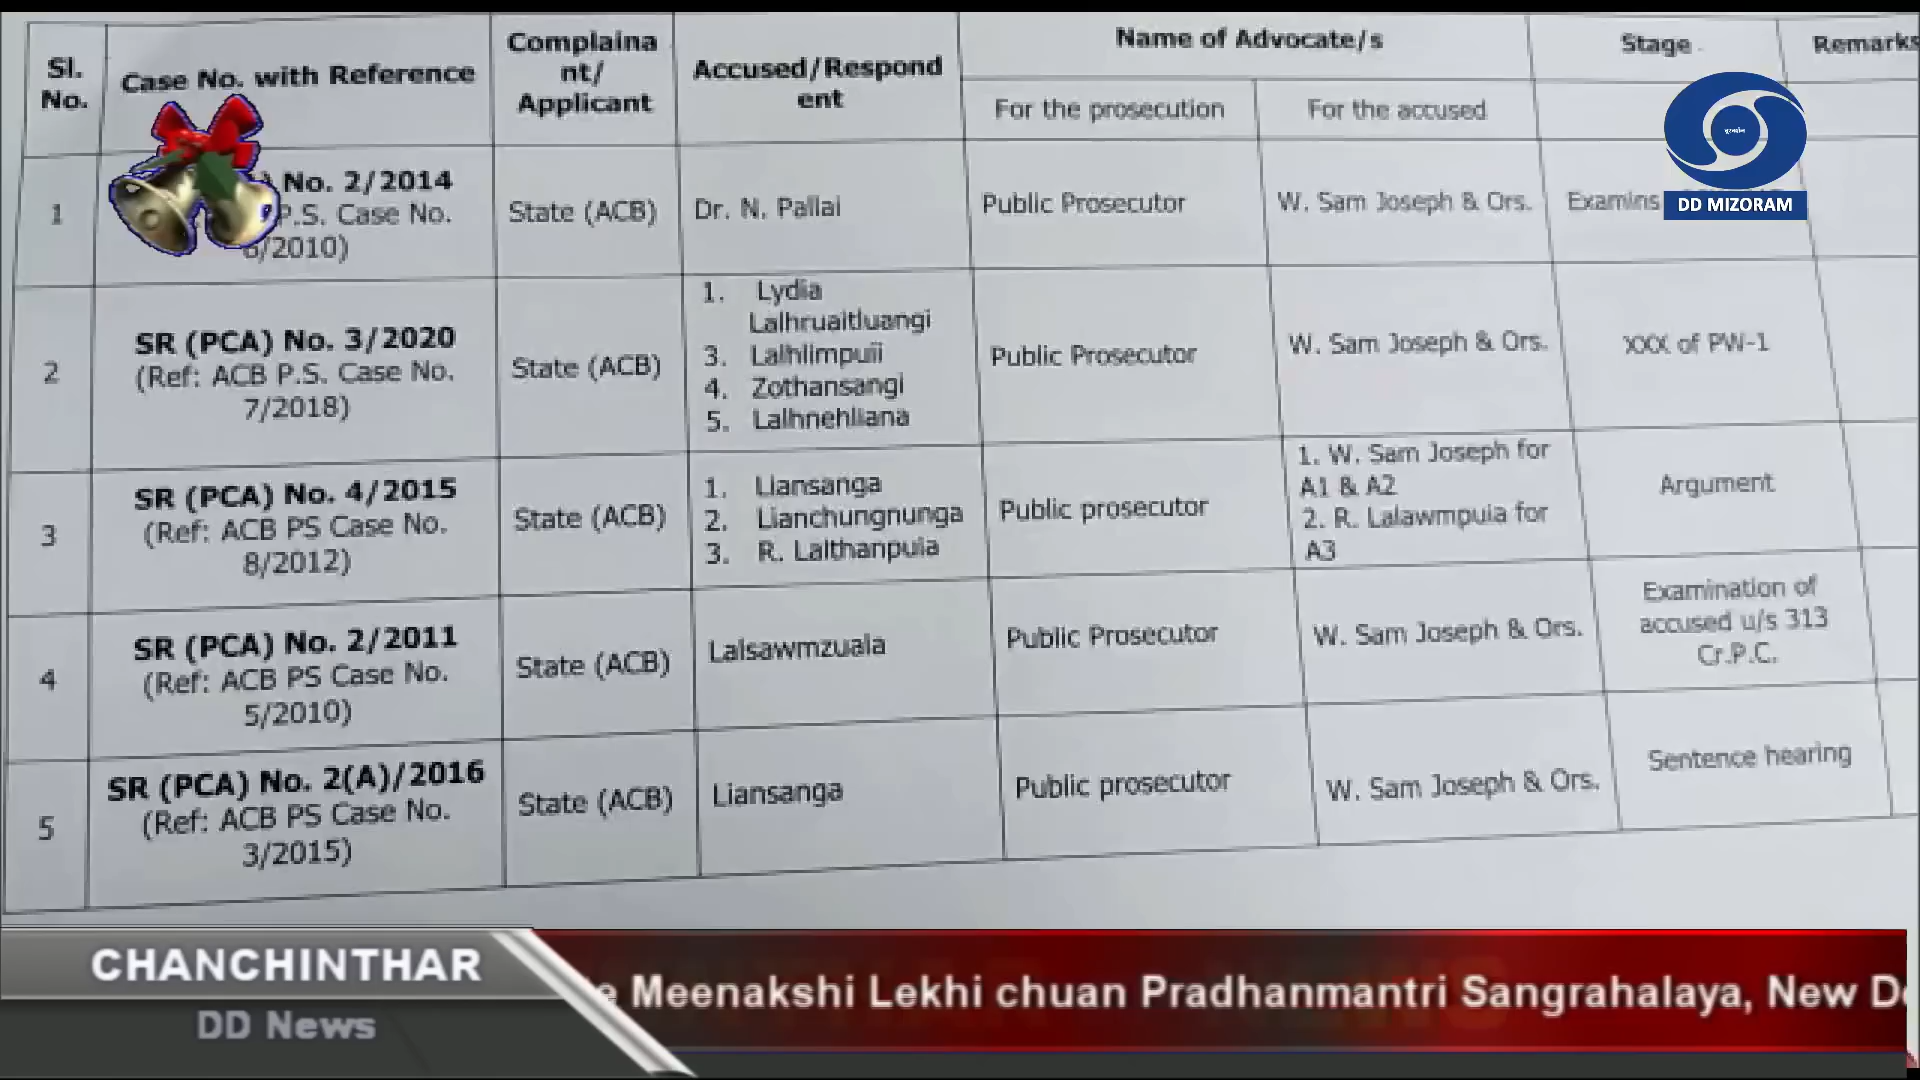 Sl. No.
Case No. with Reference
Complaina
nt/
Applicant
Accused/Respond
ent
Name of Advocate/s
For the prosecution
For the accused
Stage
Remarks
1
No. 2/2014
P.S. Case No.
6/2010)
State (ACB)
Dr. N. Pallai
Public Prosecutor
W. Sam Joseph & Ors.
2
SR (PCA) No. 3/2020
(Ref: ACB P.S. Case No.
7/2018)
State (ACB)
1. Lydia
Lalhruaitluangi
3. Lalhlimpuii
4. Zothansangi
5. Lalhnehliana
Public Prosecutor
W. Sam Joseph & Ors.
XXX of PW-1
3
SR (PCA) No. 4/2015
(Ref: ACB PS Case No.
8/2012)
State (ACB)
1. Liansanga
2. Lianchungnunga
3. R. Lalthanpuia
Public prosecutor
1. W. Sam Joseph for
A1 & A2
2. R. Lalawmpuia for
A3
Argument
4
SR (PCA) No. 2/2011
(Ref: ACB PS Case No.
5/2010)
State (ACB)
Lalsawmzuala
Public Prosecutor
W. Sam Joseph & Ors.
Examination of
accused u/s 313
Cr.P.C.
5
SR (PCA) No. 2(A)/2016
(Ref: ACB PS Case No.
3/2015)
State (ACB)
Liansanga
Public prosecutor
W. Sam Joseph & Ors.
Sentence hearing
दूरदर्शन
DD MIZORAM
CHANCHINTHAR
DD News
Meenakshi Lekhi chuan Pradhanmantri Sangrahalaya, New